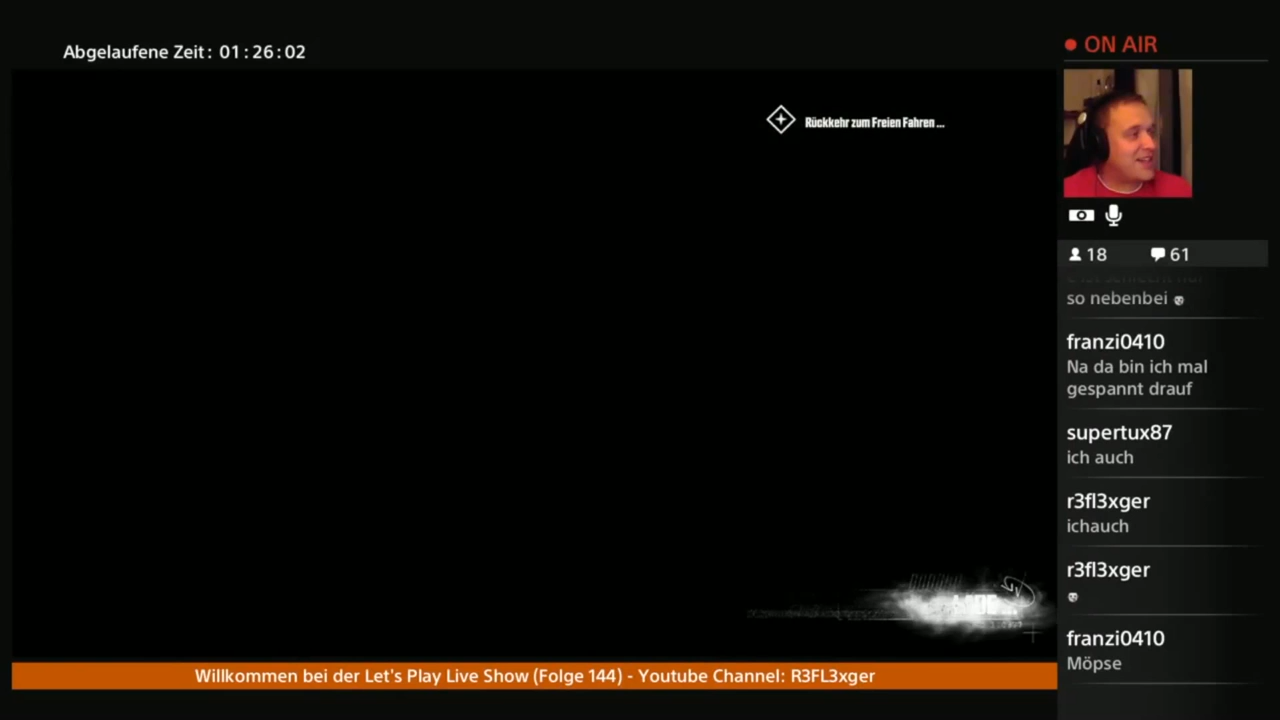 Abgelaufene Zeit: 01:26:02
ON AIR
Rückkehr zum Freien Fahren ...
18
61
so nebenbei
franzi0410
Na da bin ich mal
gespannt drauf
supertux87
ich auch
r3fl3xger
ichauch
r3fl3xger
franzi0410
Möpse
Willkommen bei der Let's Play Live Show (Folge 144) - Youtube Channel: R3FL3xger